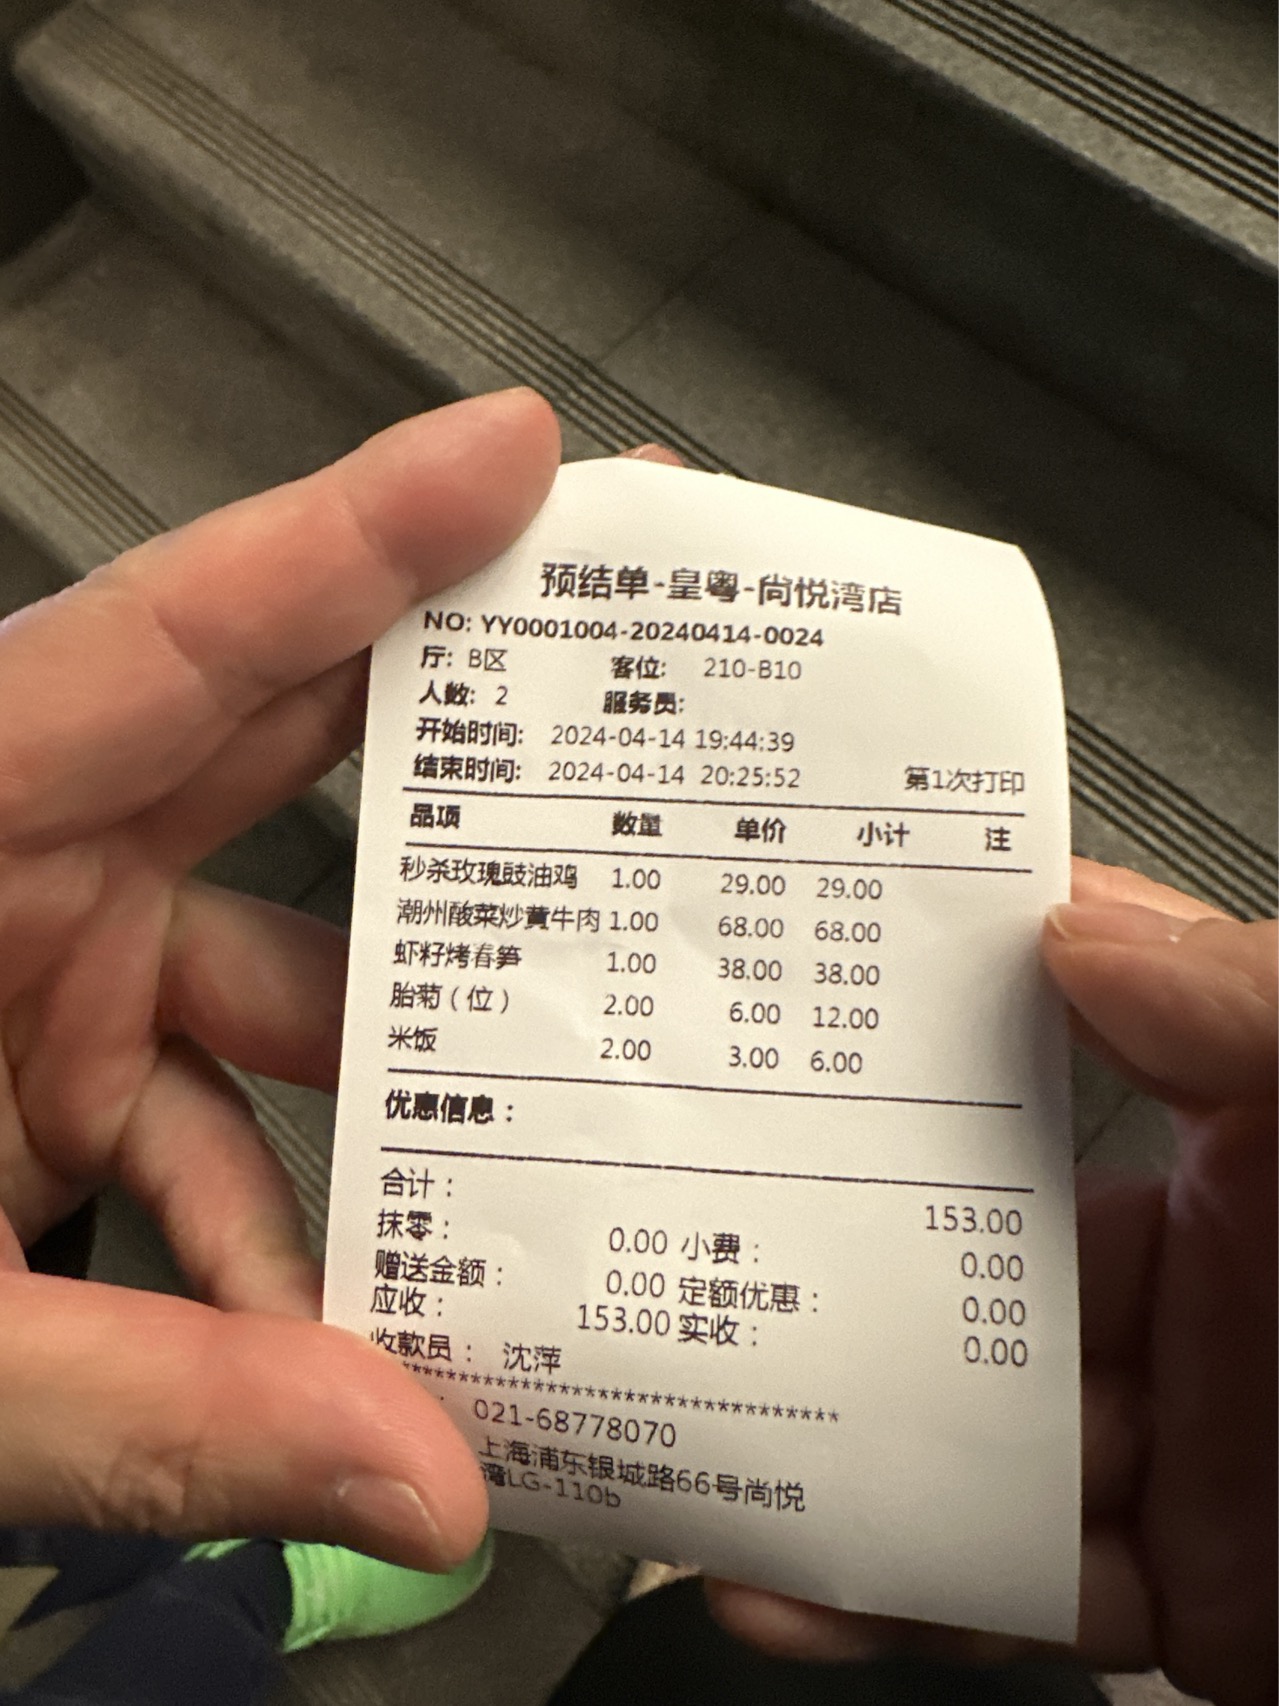 预结单-皇粤-尚悦湾店
NO: YY0001004-20240414-0024
厅: B区 客位: 210-B10
人数: 2 服务员:
开始时间: 2024-04-14 19:44:39
结束时间: 2024-04-14 20:25:52 第1次打印
品项 数量 单价 小计 注
秒杀玫瑰豉油鸡 1.00 29.00 29.00
潮州酸菜炒黄牛肉 1.00 68.00 68.00
虾籽烤春笋 1.00 38.00 38.00
胎菊（位） 2.00 6.00 12.00
米饭 2.00 3.00 6.00
优惠信息：
合计： 153.00
抹零： 0.00 小费： 0.00
赠送金额： 0.00 定额优惠： 0.00
应收： 153.00 实收： 0.00
收款员： 沈萍
021-68778070
上海浦东银城路66号尚悦
湾LG-110b